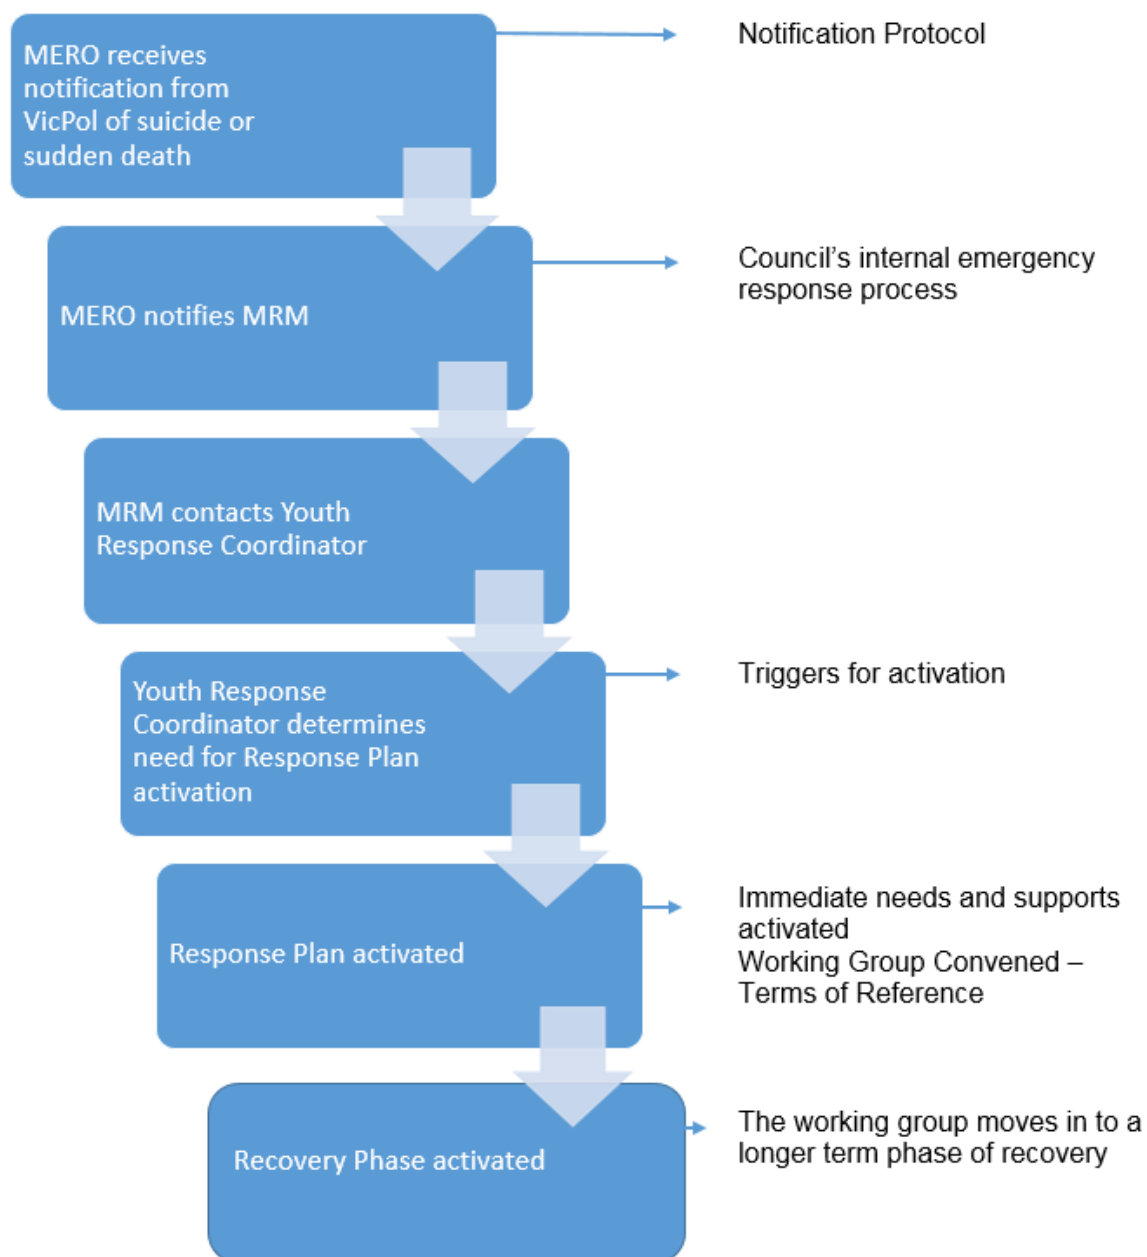 MERO receives
notification from
VicPol of suicide or
sudden death
Notification Protocol
MERO notifies MRM
Council’s internal emergency
response process
MRM contacts Youth
Response Coordinator
Youth Response
Coordinator determines
need for Response Plan
activation
Triggers for activation
Response Plan activated
Immediate needs and supports
activated
Working Group Convened –
Terms of Reference
Recovery Phase activated
The working group moves in to a
longer term phase of recovery